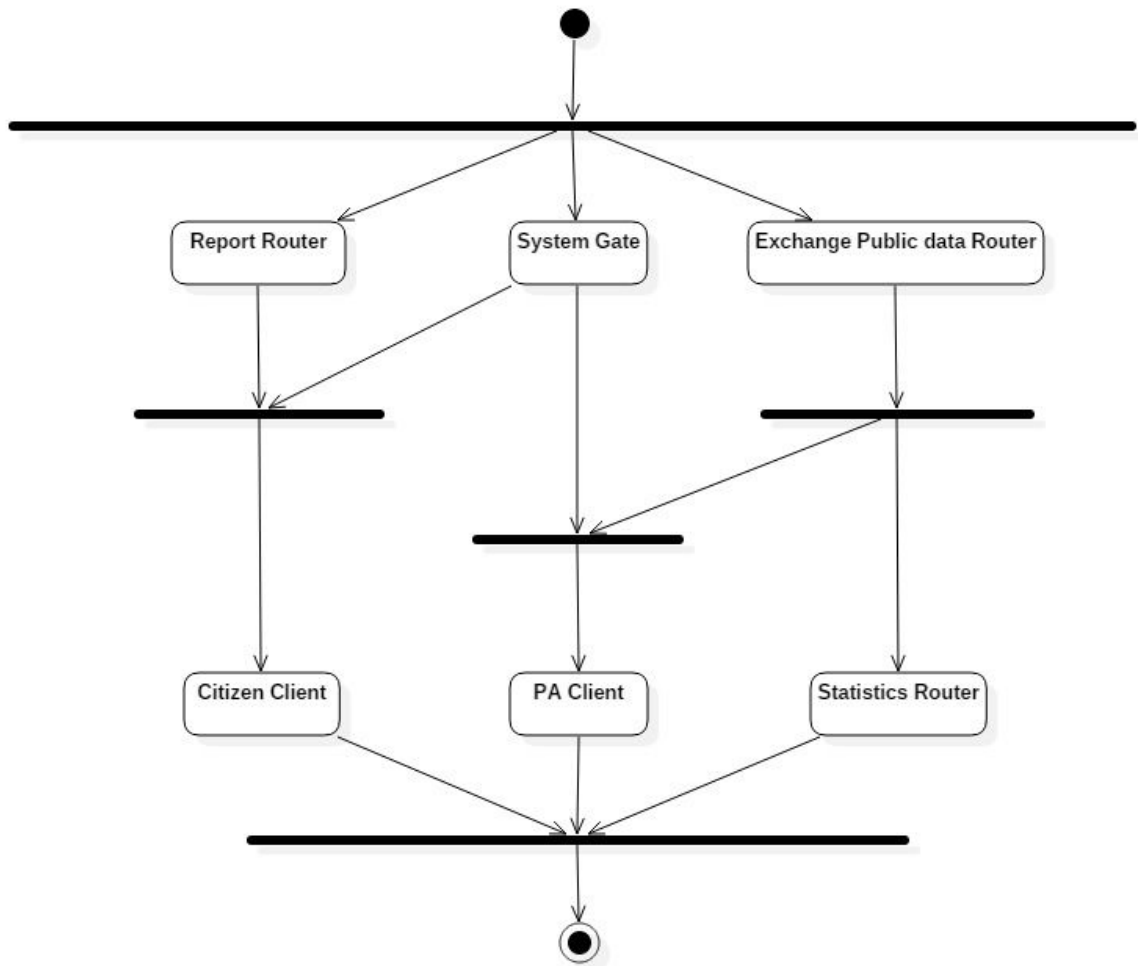 Report Router
System Gate
Exchange Public data Router
Citizen Client
PA Client
Statistics Router